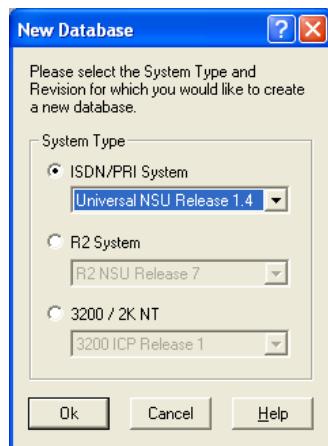 New Database
Please select the System Type and
Revision for which you would like to create
a new database.
System Type
ISDN/PRI System
Universal NSU Release 1.4
R2 System
R2 NSU Release 7
3200 / 2K NT
3200 ICP Release 1
Ok Cancel Help